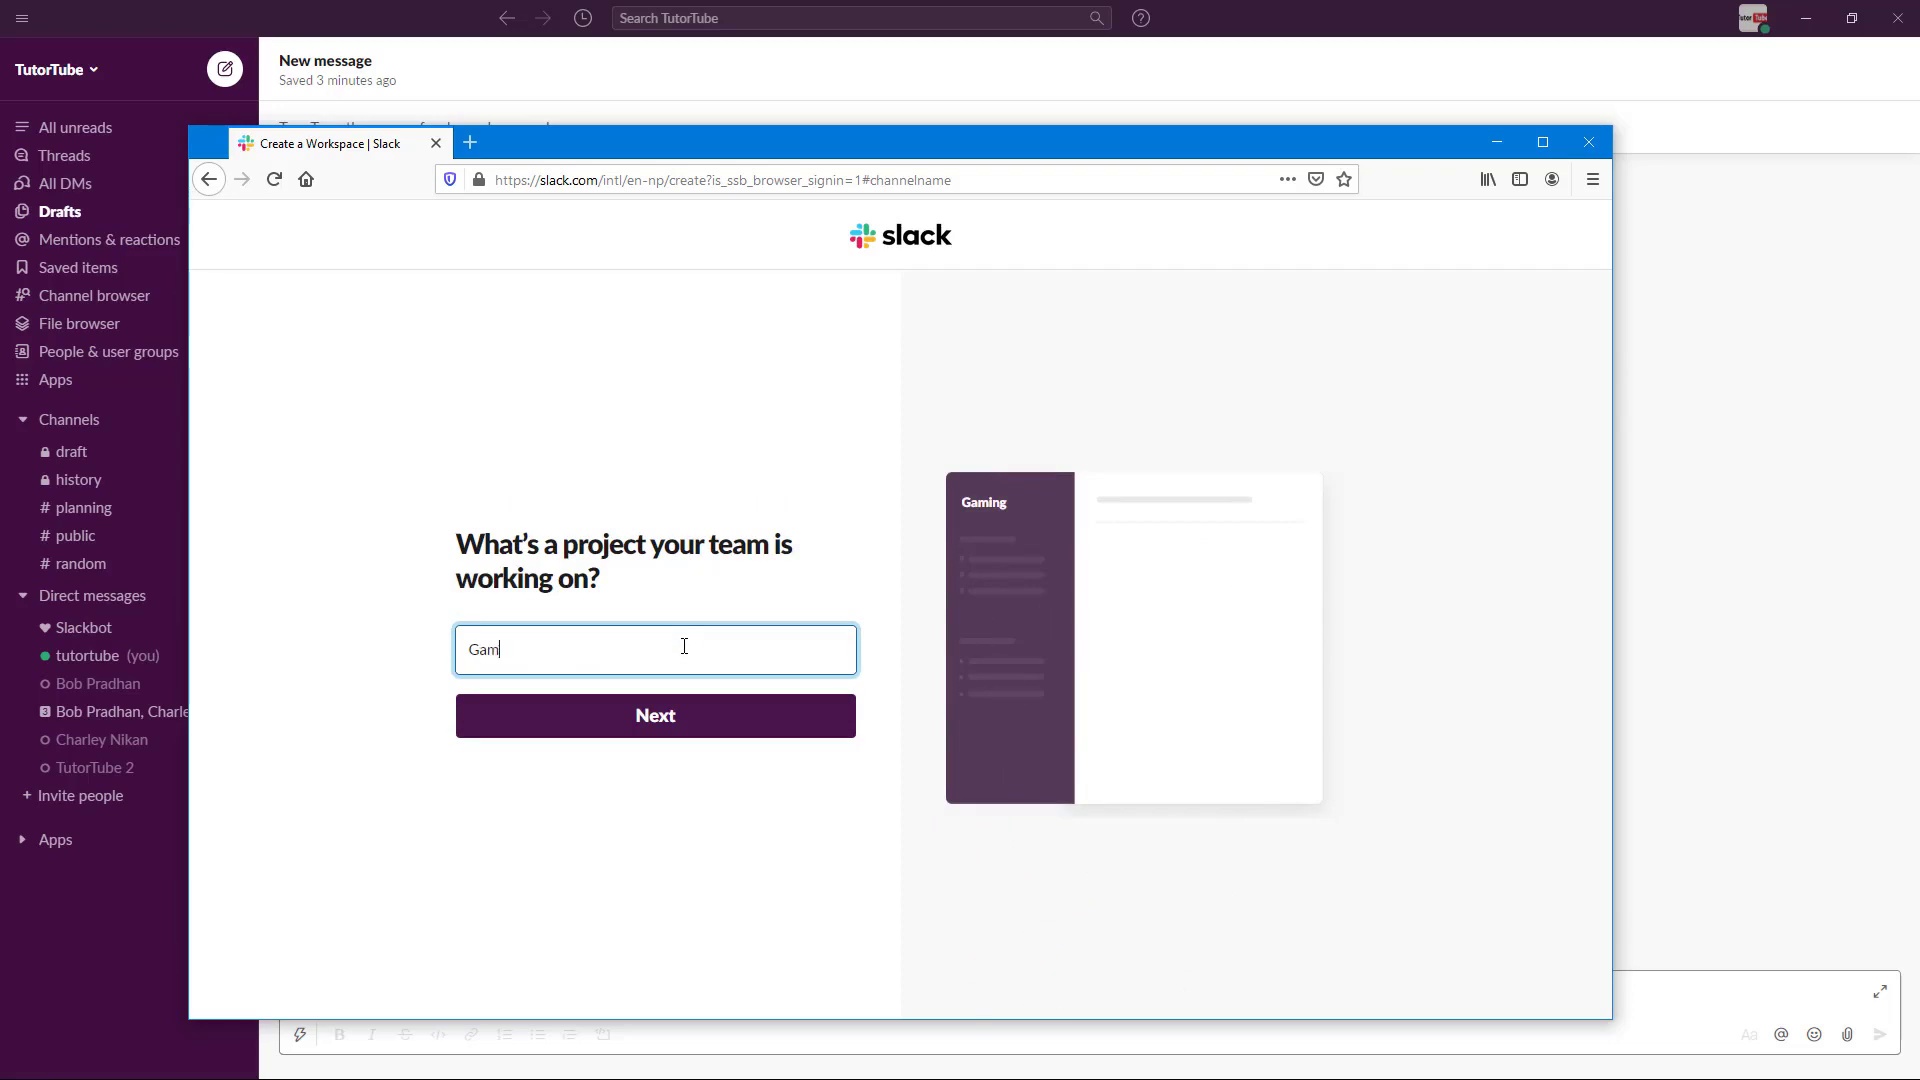 Search TutorTube
TutorTube
New message
Saved 3 minutes ago
All unreads
Threads
All DMs
Drafts
Mentions & reactions
Saved items
Channel browser
File browser
People & user groups
Apps
Channels
draft
history
# planning
# public
# random
Direct messages
Slackbot
tutortube (you)
Bob Pradhan
3 Bob Pradhan, Charle
Charley Nikan
TutorTube 2
+ Invite people
Apps
Create a Workspace | Slack
https://slack.com/intl/en-np/create?is_ssb_browser_signin=1#channelname
slack
What's a project your team is
working on?
Gam
Next
Gaming
B I S
Aa @